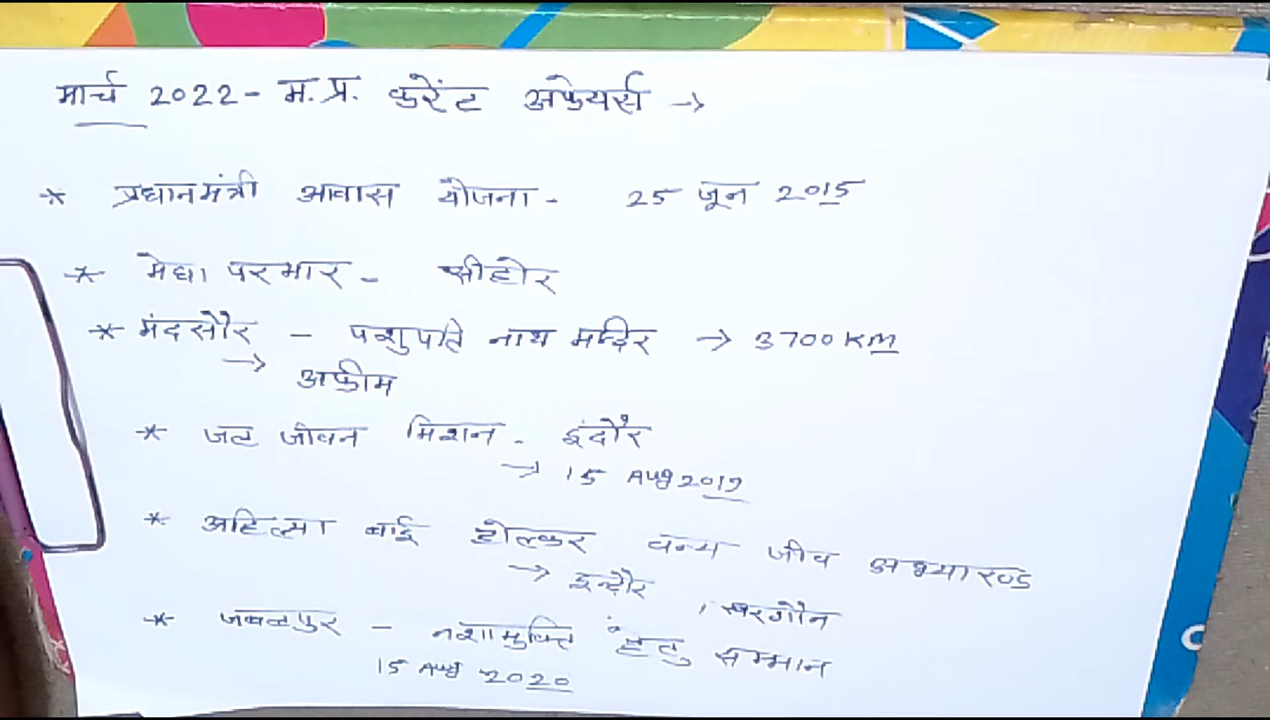 मार्च 2022 - म.प्र. करेंट अफेयर्स →
* प्रधानमंत्री आवास योजना - 25 जून 2015
* मेघा परमार - सीहोर
* मंदसौर - पशुपति नाथ मन्दिर → 3700 KM
→ अफीम
* जल जीवन मिशन - इंदौर
→ 15 Aug 2019
* अहिल्या बाई होल्कर वन्य जीव अभ्यारण्ड
→ इन्दौर, खरगौन
* जबलपुर - नशामुक्ति हेतु सम्मान
15 Aug 2020